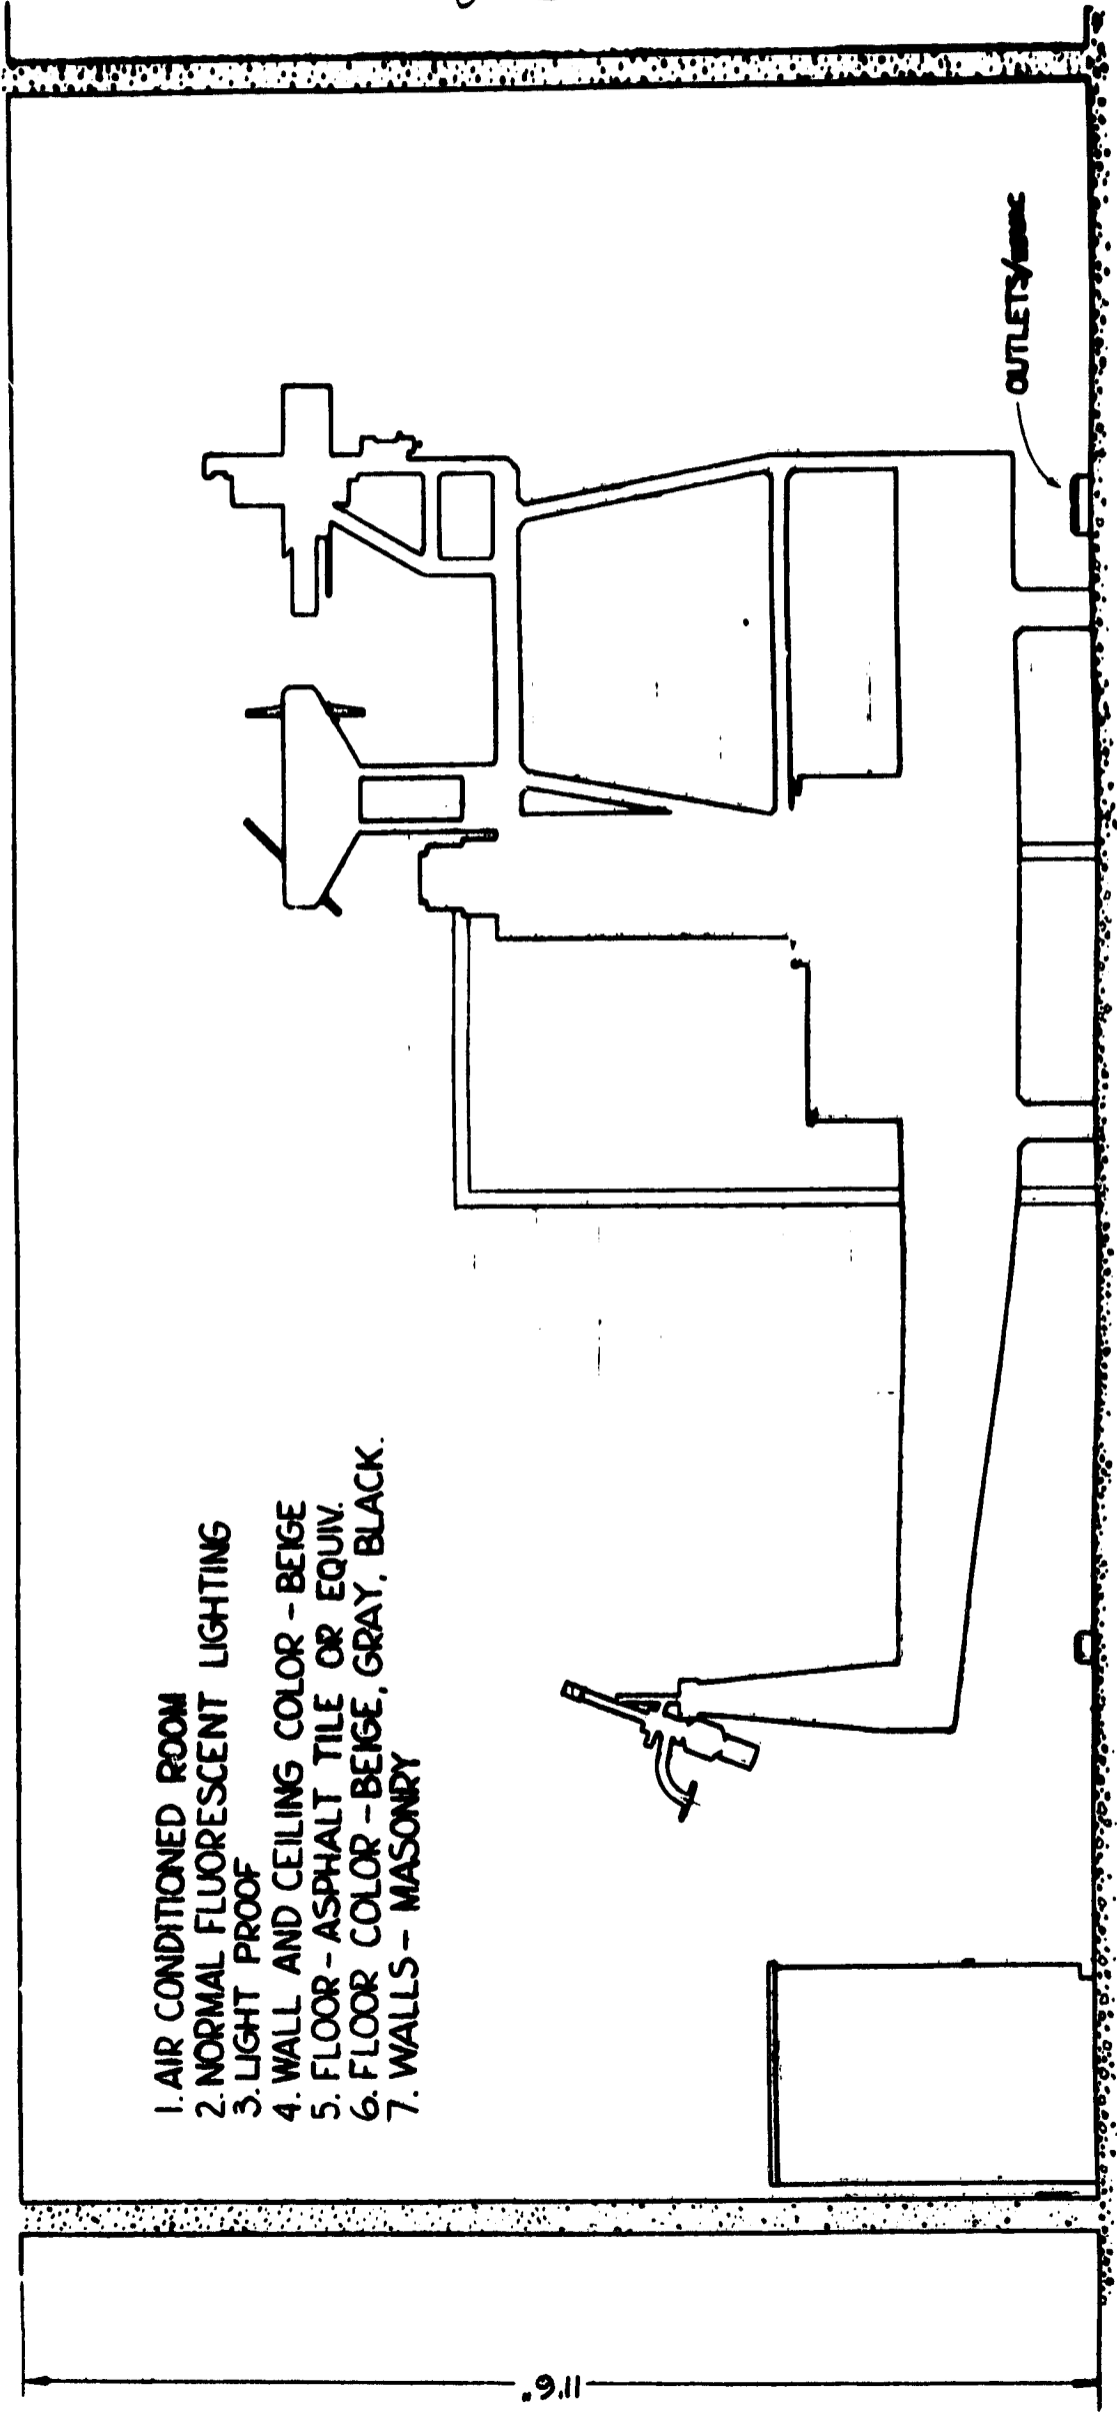 1. AIR CONDITIONED ROOM
2. NORMAL FLUORESCENT LIGHTING
3. LIGHT PROOF
4. WALL AND CEILING COLOR - BEIGE
5. FLOOR - ASPHALT TILE OR EQUIV.
6. FLOOR COLOR - BEIGE, GRAY, BLACK.
7. WALLS - MASONRY
OUTLETS/
11'6"